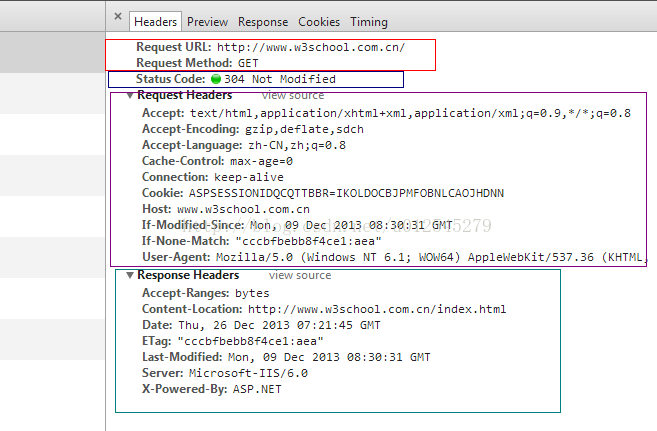 × Headers Preview Response Cookies Timing
Request URL: http://www.w3school.com.cn/
Request Method: GET
Status Code: 304 Not Modified
▼ Request Headers view source
Accept: text/html,application/xhtml+xml,application/xml;q=0.9,*/*;q=0.8
Accept-Encoding: gzip,deflate,sdch
Accept-Language: zh-CN,zh;q=0.8
Cache-Control: max-age=0
Connection: keep-alive
Cookie: ASPSESSIONIDQCQTTBBR=IKOLDOCBJPMFOBNLCAOJHDNN
Host: www.w3school.com.cn
If-Modified-Since: Mon, 09 Dec 2013 08:30:31 GMT
If-None-Match: "cccbfbebb8f4ce1:aea"
User-Agent: Mozilla/5.0 (Windows NT 6.1; WOW64) AppleWebKit/537.36 (KHTML,
▼ Response Headers view source
Accept-Ranges: bytes
Content-Location: http://www.w3school.com.cn/index.html
Date: Thu, 26 Dec 2013 07:21:45 GMT
ETag: "cccbfbebb8f4ce1:aea"
Last-Modified: Mon, 09 Dec 2013 08:30:31 GMT
Server: Microsoft-IIS/6.0
X-Powered-By: ASP.NET